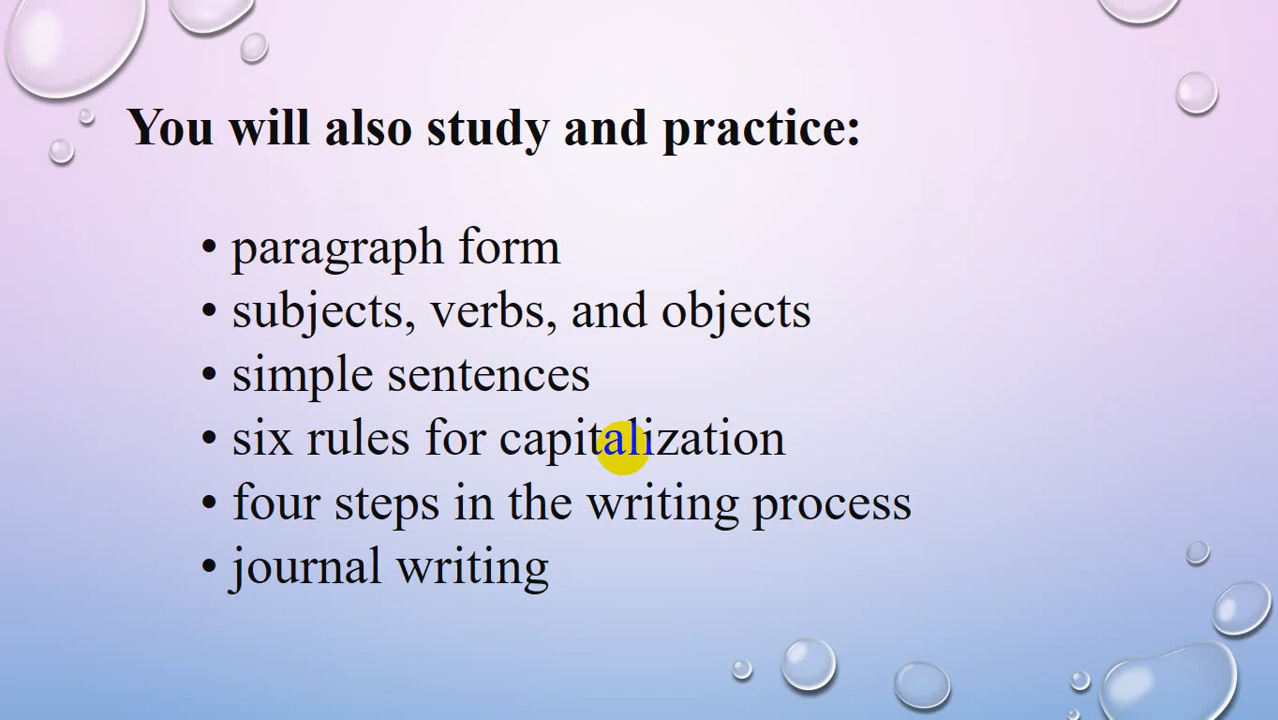 You will also study and practice:
• paragraph form
• subjects, verbs, and objects
• simple sentences
• six rules for capitalization
• four steps in the writing process
• journal writing